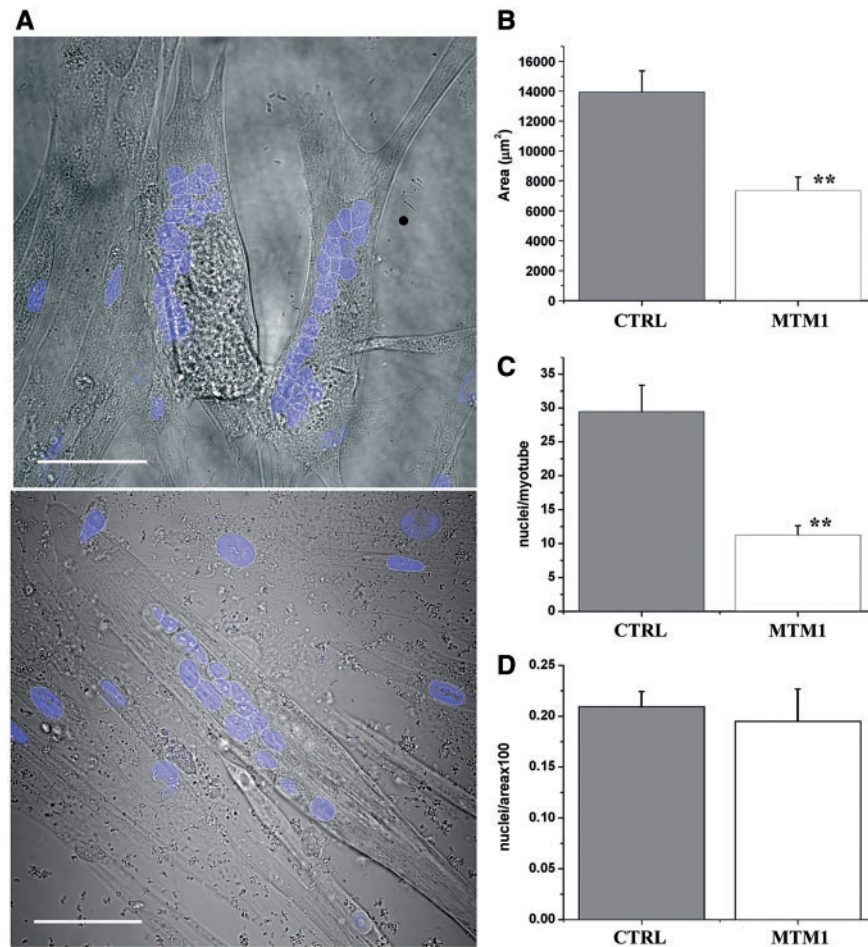 A
B
16000
14000
12000
10000
8000
6000
4000
2000
0
Area (μm²)
**
CTRL MTM1
C
35
30
25
20
15
10
5
0
nuclei/myotube
**
CTRL MTM1
D
0.25
0.20
0.15
0.10
0.05
0.00
nuclei/areax100
CTRL MTM1